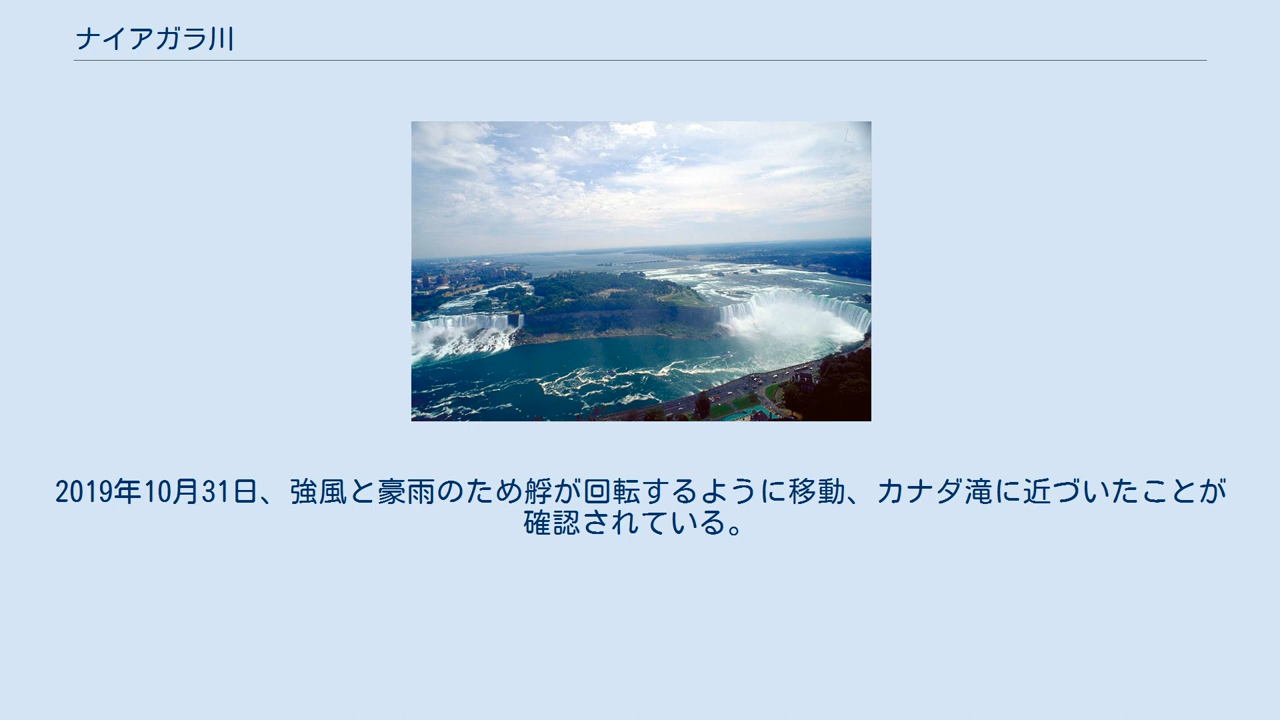 ナイアガラ川
2019年10月31日、強風と豪雨のため艀が回転するように移動、カナダ滝に近づいたことが
確認されている。